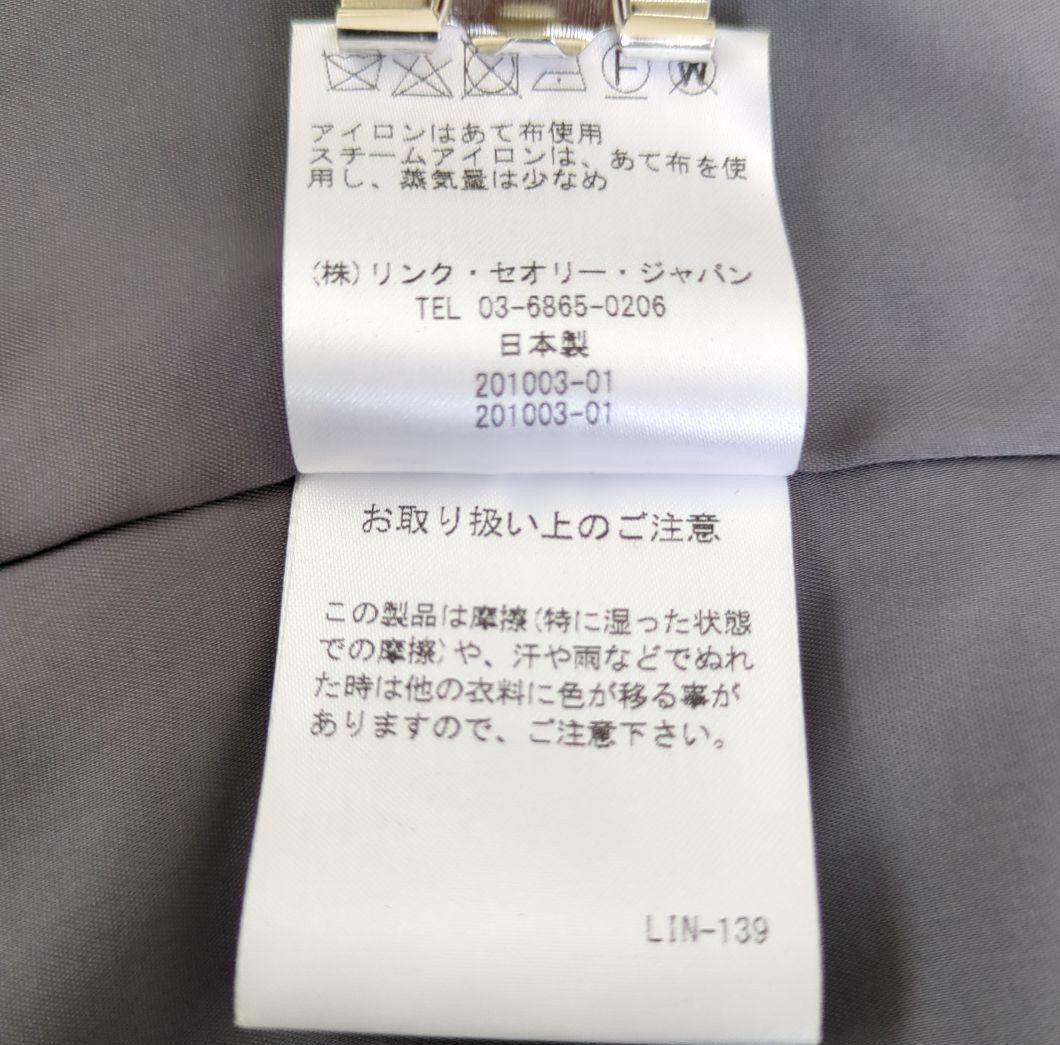 F W
アイロンはあて布使用
スチームアイロンは、あて布を使
用し、蒸気量は少なめ
(株)リンク・セオリー・ジャパン
TEL 03-6865-0206
日本製
201003-01
201003-01
お取り扱い上のご注意
この製品は摩擦(特に湿った状態
での摩擦)や、汗や雨などでぬれ
た時は他の衣料に色が移る事が
ありますので、ご注意下さい。
LIN-139